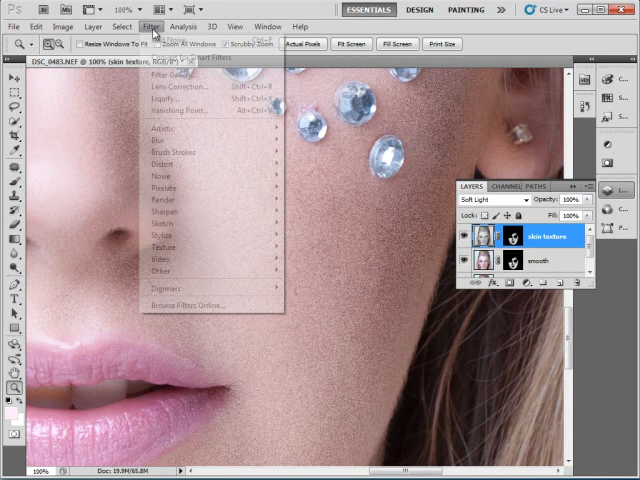 Ps Br Mb 100% ESSENTIALS DESIGN PAINTING CS Live
File Edit Image Layer Select Filter Analysis 3D View Window Help
Resize Windows To Fit Zoom All Windows Scrubby Zoom Actual Pixels Fit Screen Fill Screen Print Size
Ctrl+F
Smart Filters
DSC_0483.NEF @ 100% (skin texture, RGB/8*) *
Filter Gallery...
Lens Correction... Shift+Ctrl+R
Liquify... Shift+Ctrl+X
Vanishing Point... Alt+Ctrl+V
Artistic
Blur
Brush Strokes
Distort
Noise
Pixelate
Render
Sharpen
Sketch
Stylize
Texture
Video
Other
Digimarc
Browse Filters Online...
C...
M...
S...
L...
C...
P...
LAYERS CHANNEL PATHS
Soft Light Opacity: 100%
Lock: Fill: 100%
skin texture
smooth
100% Doc: 19.9M/65.8M